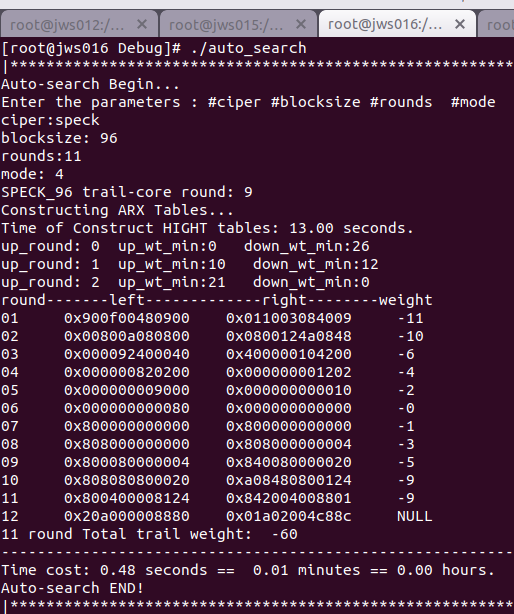 root@jws012:/... × root@jws015:/... × root@jws016:/... × root
[root@jws016 Debug]# ./auto_search
|*******************************************************
Auto-search Begin...
Enter the parameters : #ciper #blocksize #rounds  #mode
ciper:speck
blocksize: 96
rounds:11
mode: 4
SPECK_96 trail-core round: 9
Constructing ARX Tables...
Time of Construct HIGHT tables: 13.00 seconds.
up_round: 0  up_wt_min:0   down_wt_min:26
up_round: 1  up_wt_min:10   down_wt_min:12
up_round: 2  up_wt_min:21   down_wt_min:0
round-------left-------------right--------weight
01     0x900f00480900    0x011003084009     -11
02     0x00800a080800    0x0800124a0848     -10
03     0x000092400040    0x400000104200     -6
04     0x000000820200    0x000000001202     -4
05     0x000000009000    0x000000000010     -2
06     0x000000000080    0x000000000000     -0
07     0x800000000000    0x800000000000     -1
08     0x808000000000    0x808000000004     -3
09     0x800080000004    0x840080000020     -5
10     0x808080800020    0xa08480800124     -9
11     0x800400008124    0x842004008801     -9
12     0x20a000008880    0x01a02004c88c     NULL
11 round Total trail weight:  -60
--------------------------------------------------------
Time cost: 0.48 seconds ==  0.01 minutes == 0.00 hours.
Auto-search END!
|*******************************************************